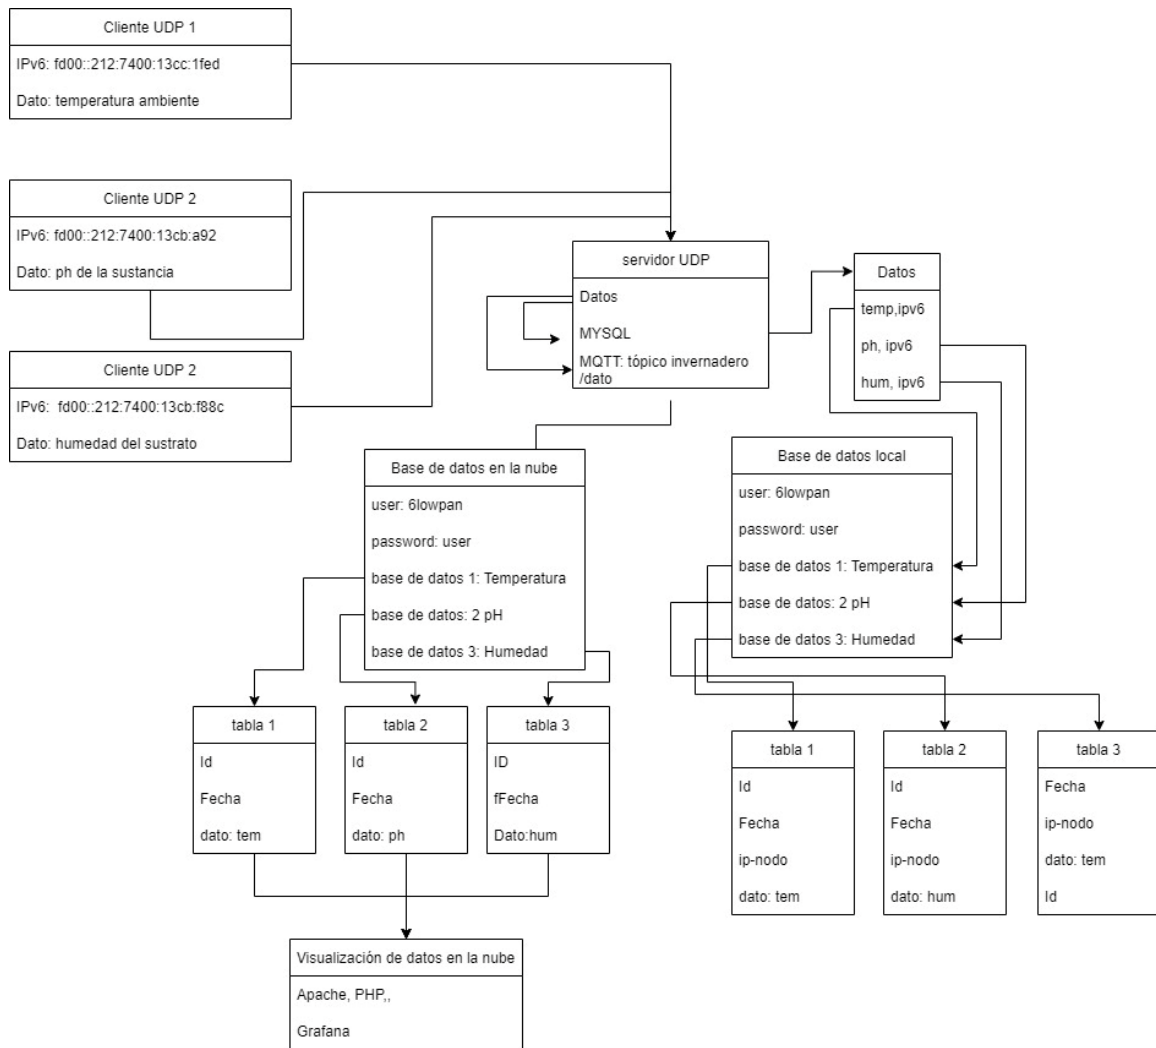 Cliente UDP 1
IPv6: fd00::212:7400:13cc:1fed
Dato: temperatura ambiente
Cliente UDP 2
IPv6: fd00::212:7400:13cb:a92
Dato: ph de la sustancia
Cliente UDP 2
IPv6: fd00::212:7400:13cb:f88c
Dato: humedad del sustrato
servidor UDP
Datos
MYSQL
MQTT: tópico invernadero
/dato
Datos
temp,ipv6
ph, ipv6
hum, ipv6
Base de datos en la nube
user: 6lowpan
password: user
base de datos 1: Temperatura
base de datos: 2 pH
base de datos 3: Humedad
Base de datos local
user: 6lowpan
password: user
base de datos 1: Temperatura
base de datos: 2 pH
base de datos 3: Humedad
tabla 1
Id
Fecha
dato: tem
tabla 2
Id
Fecha
dato: ph
tabla 3
ID
fFecha
Dato:hum
tabla 1
Id
Fecha
ip-nodo
dato: tem
tabla 2
Id
Fecha
ip-nodo
dato: hum
tabla 3
Fecha
ip-nodo
dato: tem
Id
Visualización de datos en la nube
Apache, PHP,,
Grafana